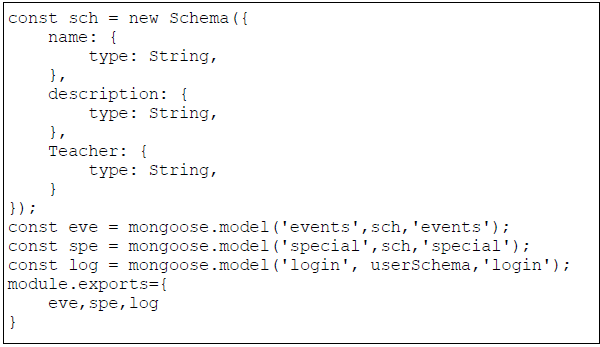 const sch = new Schema({
    name: {
        type: String,
    },
    description: {
        type: String,
    },
    Teacher: {
        type: String,
    }
});
const eve = mongoose.model('events',sch,'events');
const spe = mongoose.model('special',sch,'special');
const log = mongoose.model('login', userSchema,'login');
module.exports={
    eve,spe,log
}